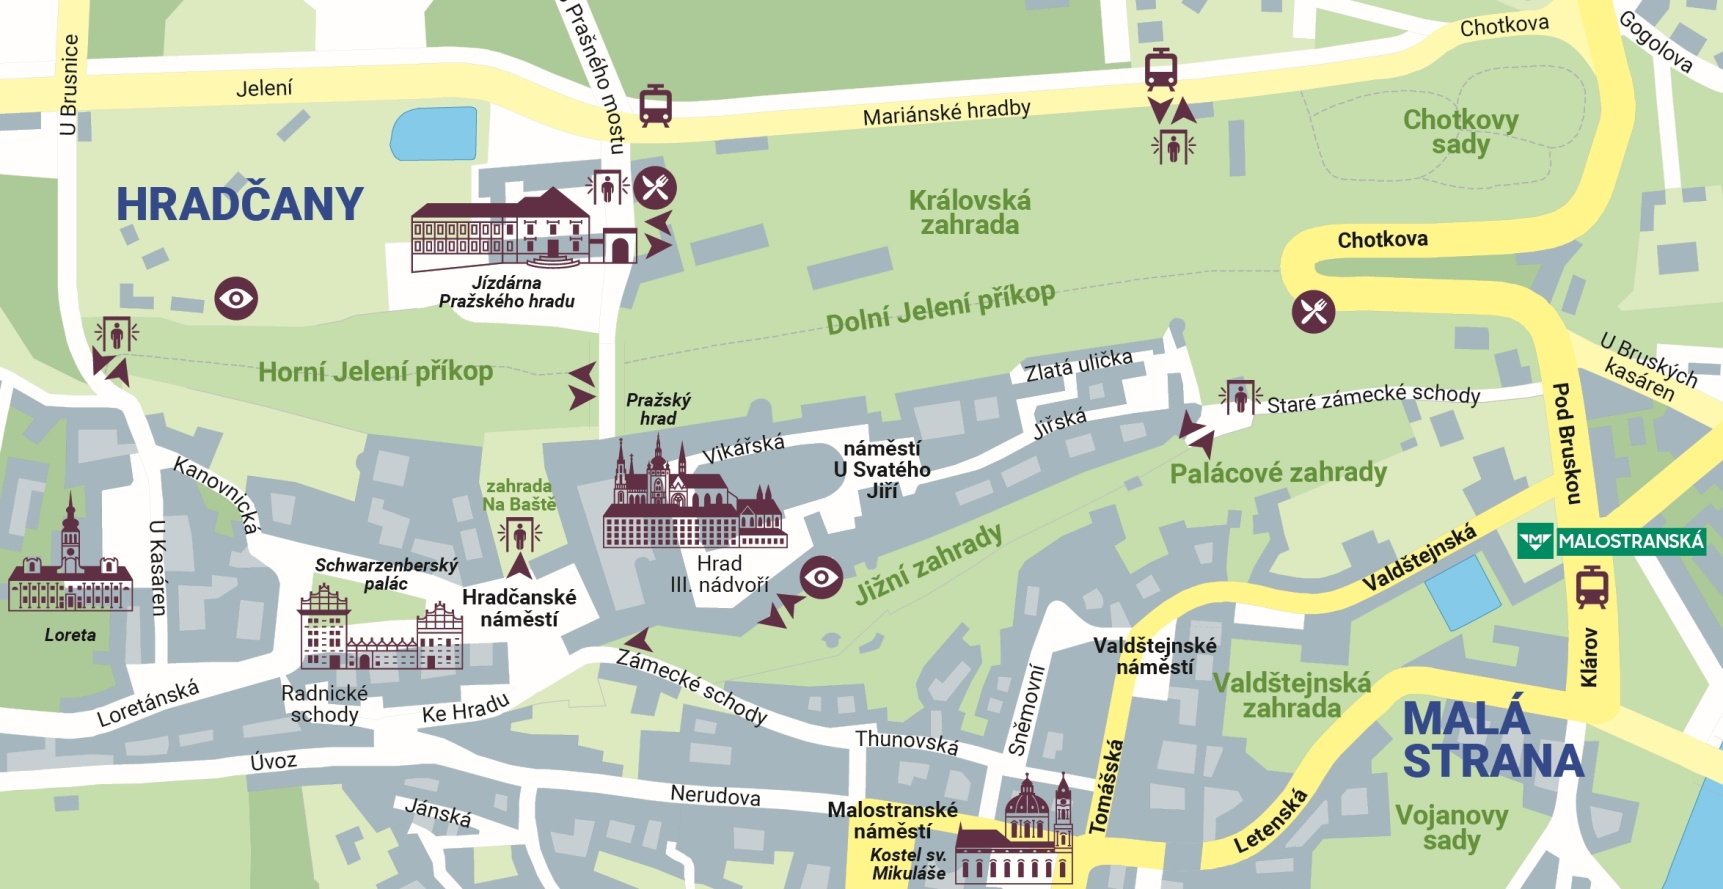 Chotkova
Gogolova
U Brusnice
U Prašného mostu
Jelení
Mariánské hradby
Chotkovy
sady
HRADČANY
Královská
zahrada
Chotkova
Jízdárna
Pražského hradu
Dolní Jelení příkop
Horní Jelení příkop
Zlatá ulička
U Bruských
kasáren
Pražský
hrad
Staré zámecké schody
Pod Bruskou
Jiřská
Vikářská
náměstí
U Svatého
Jiří
Palácové zahrady
Kanovnická
zahrada
Na Baště
U Kasáren
Jižní zahrady
Valdštejnská
MALOSTRANSKÁ
Schwarzenberský
palác
Hrad
III. nádvoří
Hradčanské
náměstí
Loreta
Valdštejnské
náměstí
Klárov
Zámecké schody
Valdštejnská
zahrada
Radnické
schody
Loretánská
Ke Hradu
Sněmovní
MALÁ
STRANA
Thunovská
Úvoz
Tomášská
Nerudova
Jánská
Malostranské
náměstí
Letenská
Vojanovy
sady
Kostel sv.
Mikuláše